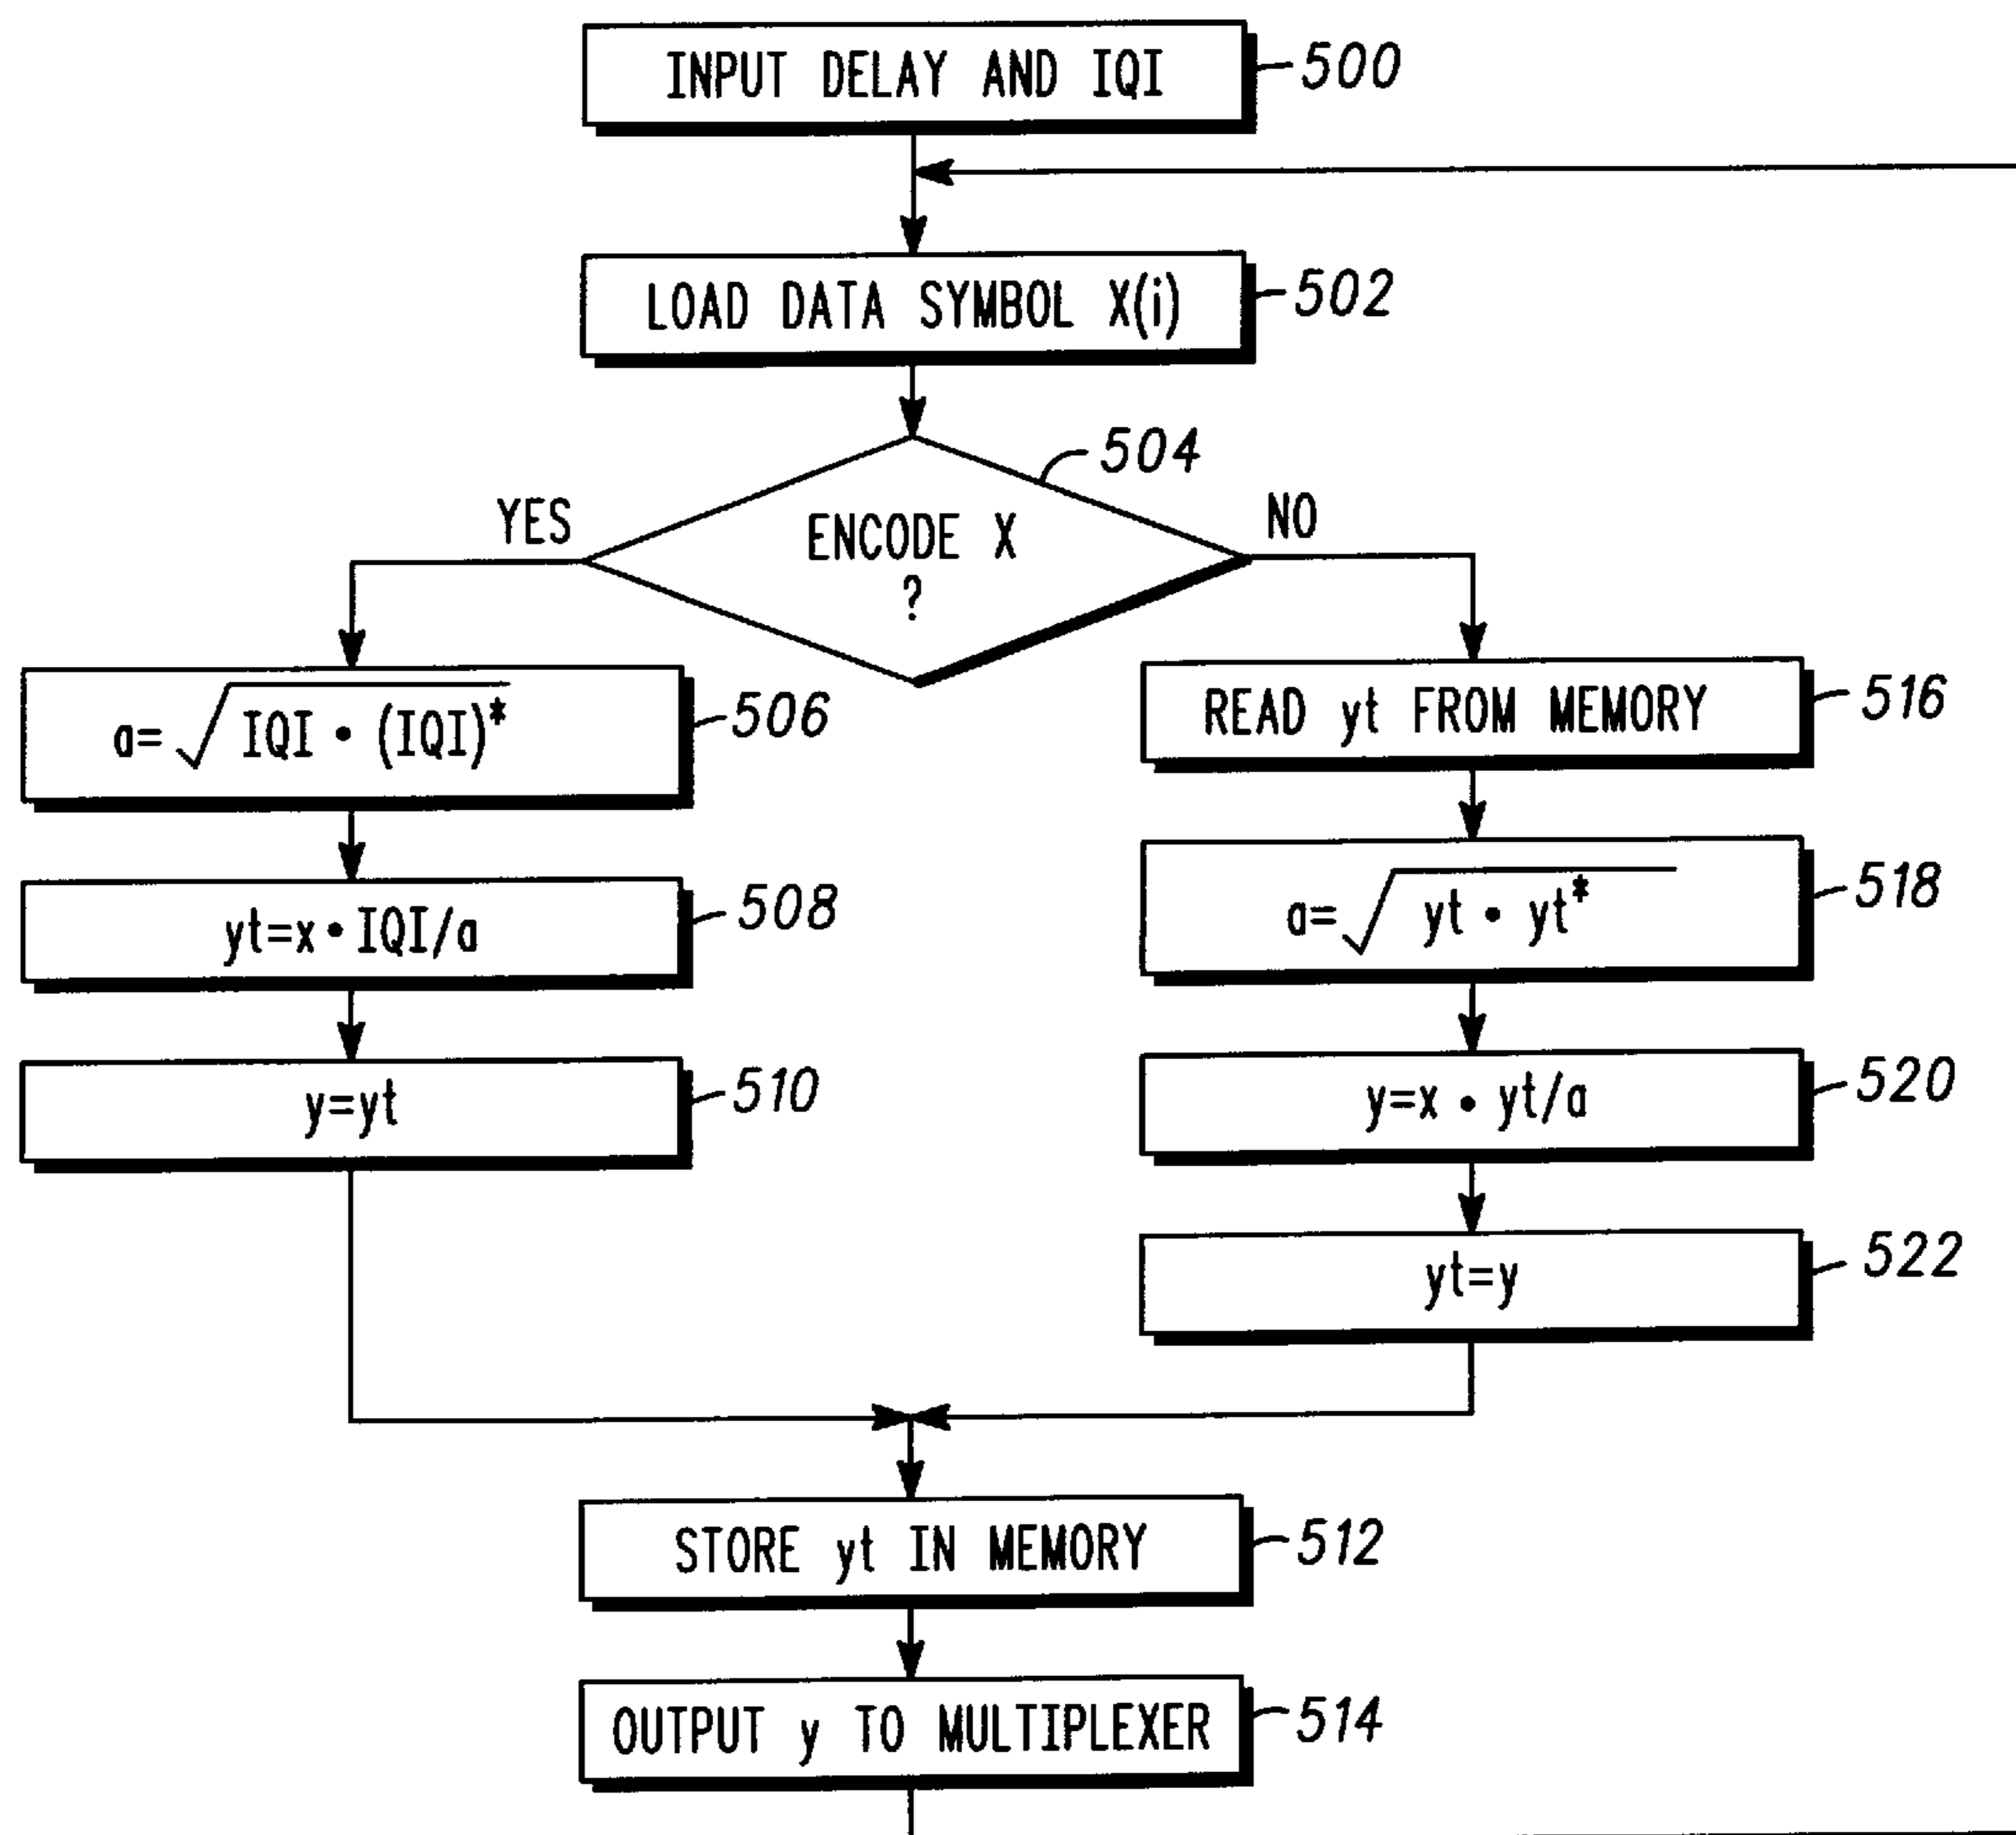 INPUT DELAY AND IQI
500
LOAD DATA SYMBOL X(i)
502
504
YES
ENCODE X
?
NO
a=√IQI • (IQI)*
506
yt=x•IQI/a
508
y=yt
510
READ yt FROM MEMORY
516
a=√yt • yt*
518
y=x • yt/a
520
yt=y
522
STORE yt IN MEMORY
512
OUTPUT y TO MULTIPLEXER
514